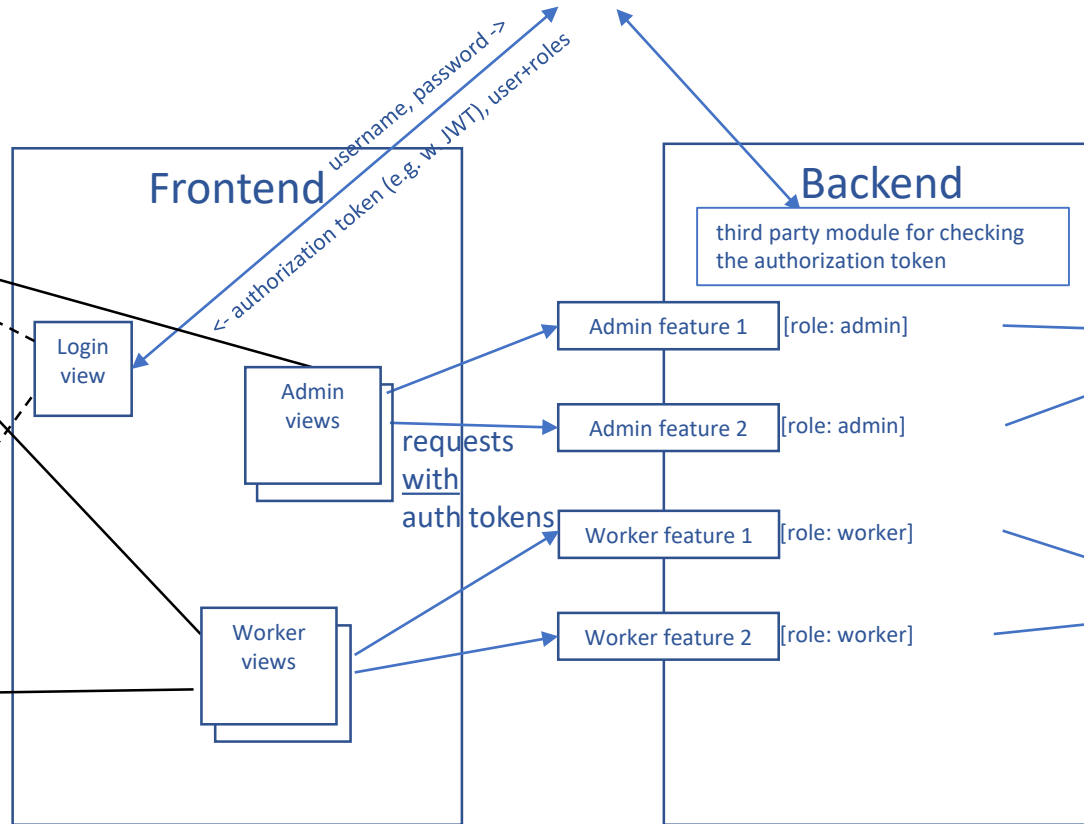 username, password ->
<- authorization token (e.g. w. JWT), user+roles
Frontend
Backend
third party module for checking
the authorization token
Login
view
Admin
views
requests
with
auth tokens
Worker
views
Admin feature 1
[role: admin]
Admin feature 2
[role: admin]
Worker feature 1
[role: worker]
Worker feature 2
[role: worker]